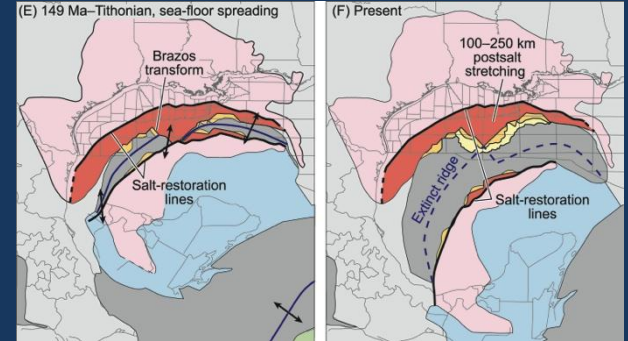 (E) 149 Ma–Tithonian, sea-floor spreading
Brazos
transform
Salt-restoration
lines
(F) Present
100–250 km
postsalt
stretching
Extinct ridge
Salt-restoration
lines